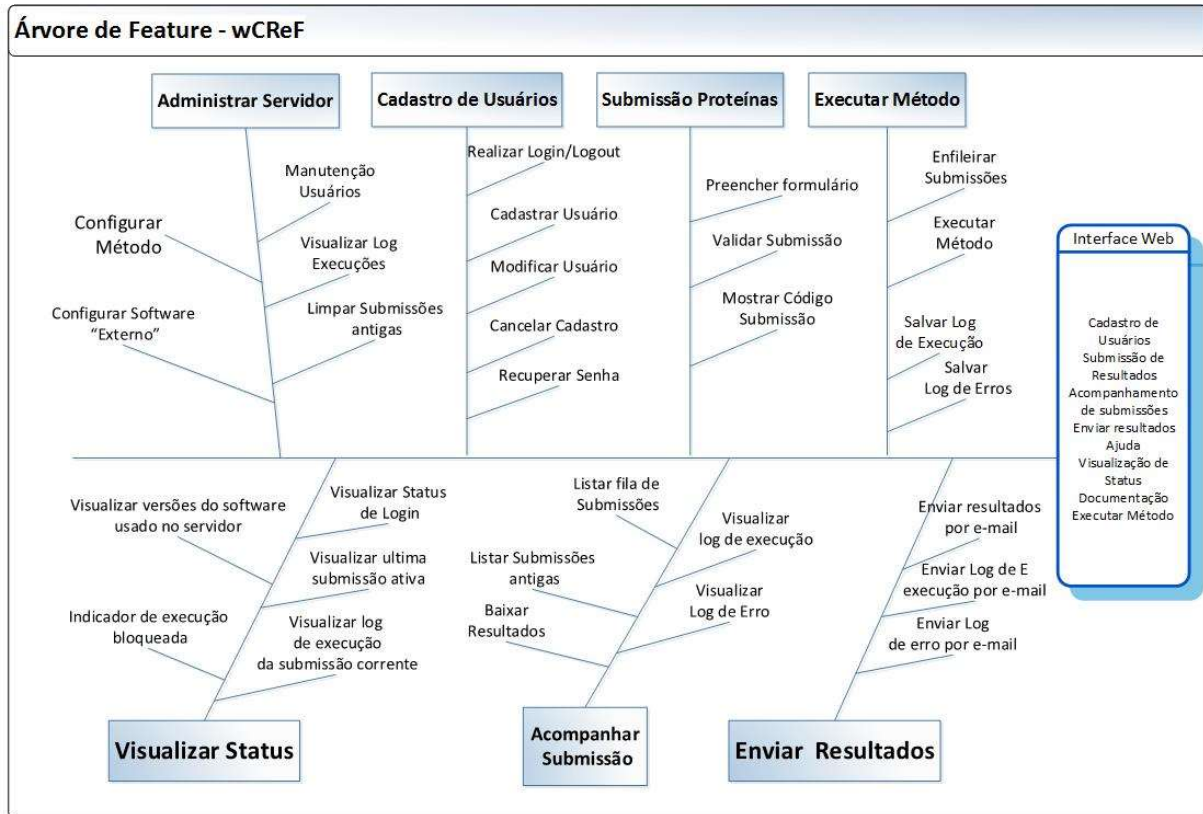 Árvore de Feature - wCReF
Administrar Servidor
Cadastro de Usuários
Submissão Proteínas
Executar Método
Manutenção
Usuários
Configurar
Método
Visualizar Log
Execuções
Configurar Software
“Externo”
Limpar Submissões
antigas
Realizar Login/Logout
Cadastrar Usuário
Modificar Usuário
Cancelar Cadastro
Recuperar Senha
Preencher formulário
Validar Submissão
Mostrar Código
Submissão
Enfileirar
Submissões
Executar
Método
Salvar Log
de Execução
Salvar
Log de Erros
Interface Web
Cadastro de
Usuários
Submissão de
Resultados
Acompanhamento
de submissões
Enviar resultados
Ajuda
Visualização de
Status
Documentação
Executar Método
Visualizar versões do software
usado no servidor
Visualizar Status
de Login
Visualizar ultima
submissão ativa
Indicador de execução
bloqueada
Visualizar log
de execução
da submissão corrente
Visualizar Status
Listar fila de
Submissões
Visualizar
log de execução
Listar Submissões
antigas
Visualizar
Log de Erro
Baixar
Resultados
Acompanhar
Submissão
Enviar resultados
por e-mail
Enviar Log de E
execução por e-mail
Enviar Log
de erro por e-mail
Enviar Resultados